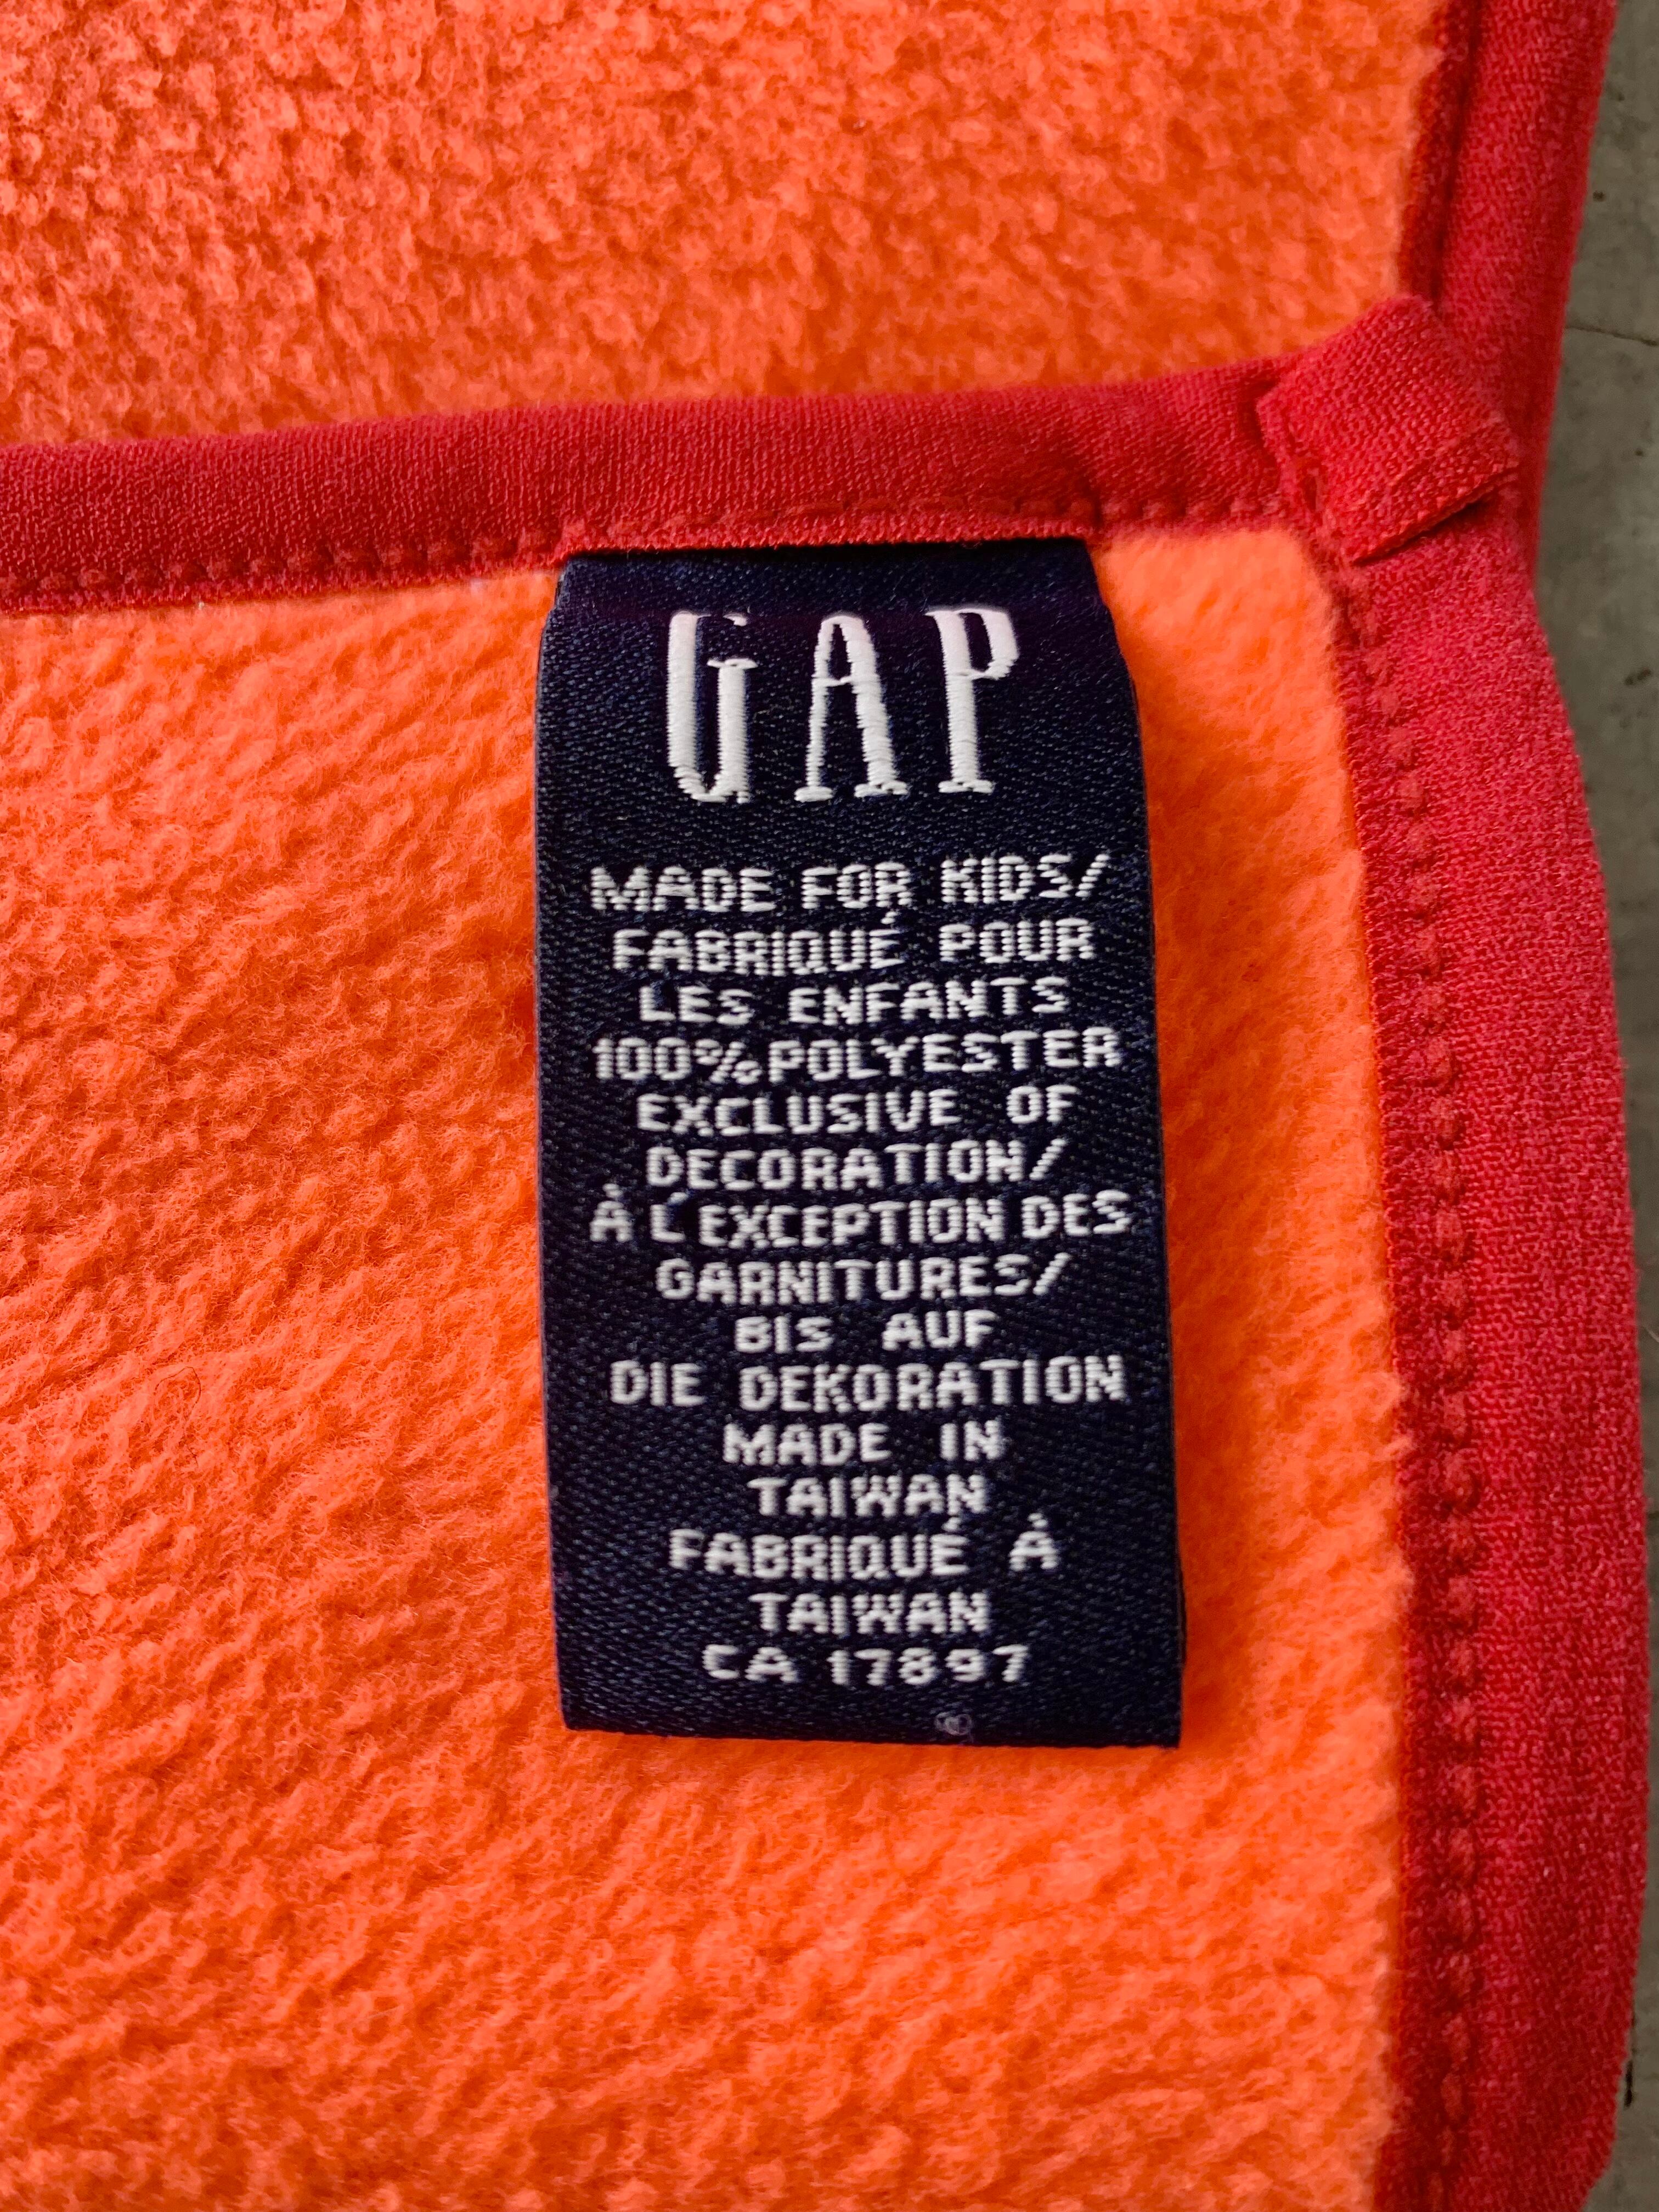 GAP
MADE FOR KIDS/
FABRIQUÉ POUR
LES ENFANTS
100%POLYESTER
EXCLUSIVE OF
DECORATION/
À L'EXCEPTION DES
GARNITURES/
BIS AUF
DIE DEKORATION
MADE IN
TAIWAN
FABRIQUÉ À
TAIWAN
CA 17897